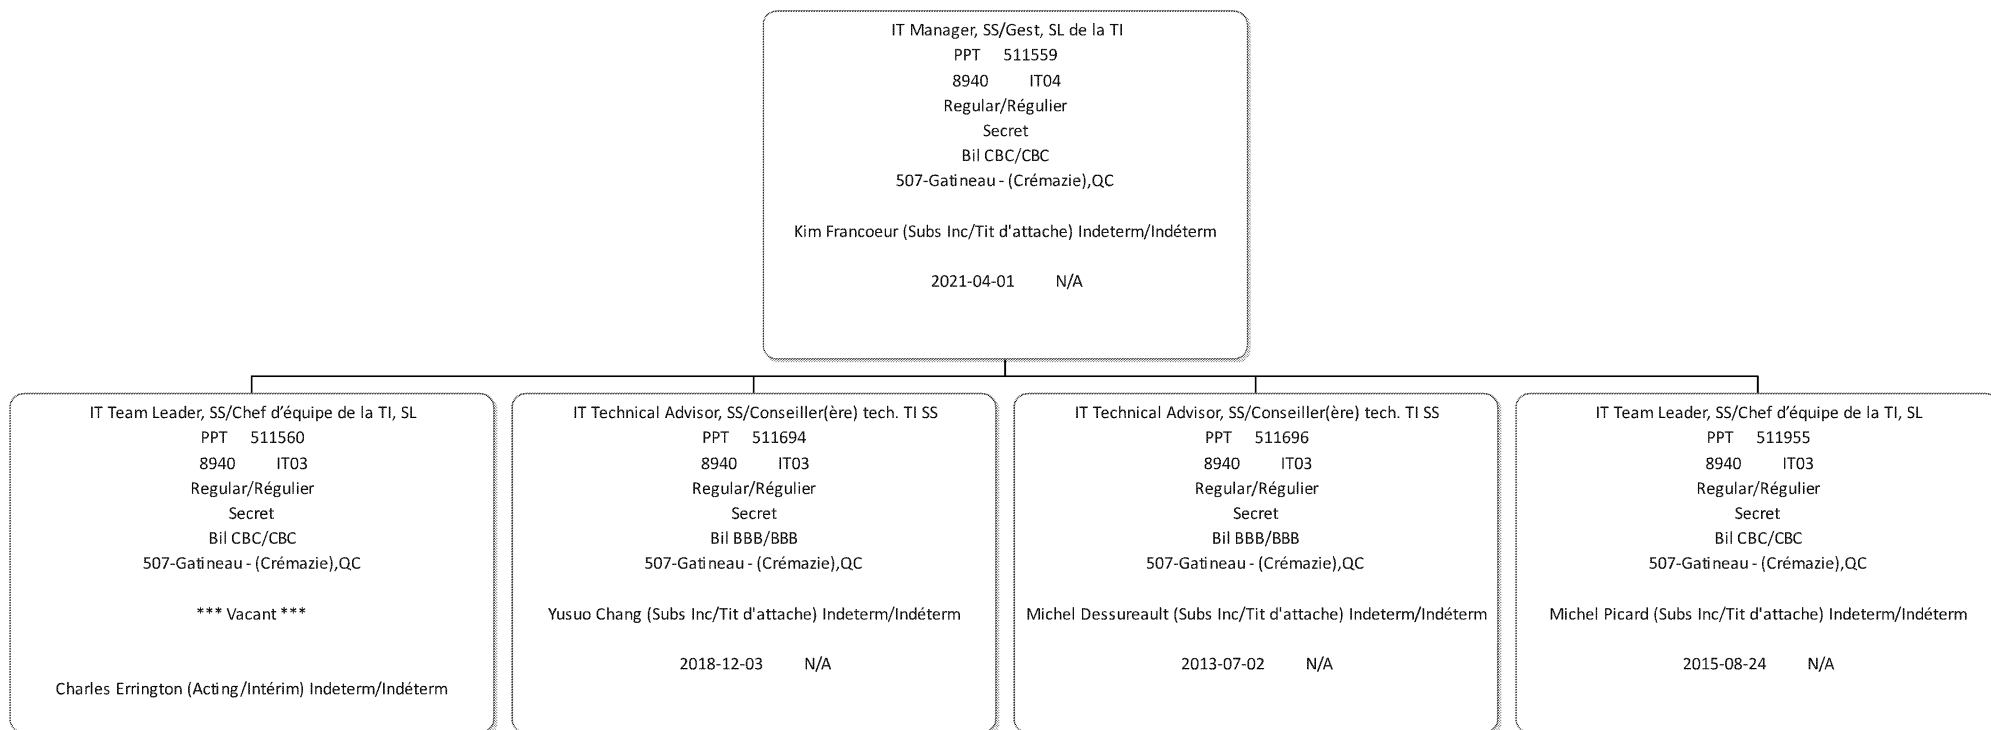 IT Manager, SS/Gest, SL de la TI
PPT 511559
8940 IT04
Regular/Régulier
Secret
Bil CBC/CBC
507-Gatineau - (Crémazie),QC
Kim Francoeur (Subs Inc/Tit d'attache) Indeterm/Indéterm
2021-04-01 N/A
IT Team Leader, SS/Chef d’équipe de la TI, SL
PPT 511560
8940 IT03
Regular/Régulier
Secret
Bil CBC/CBC
507-Gatineau - (Crémazie),QC
*** Vacant ***
Charles Errington (Acting/Intérim) Indeterm/Indéterm
IT Technical Advisor, SS/Conseiller(ère) tech. TI SS
PPT 511694
8940 IT03
Regular/Régulier
Secret
Bil BBB/BBB
507-Gatineau - (Crémazie),QC
Yusuo Chang (Subs Inc/Tit d'attache) Indeterm/Indéterm
2018-12-03 N/A
IT Technical Advisor, SS/Conseiller(ère) tech. TI SS
PPT 511696
8940 IT03
Regular/Régulier
Secret
Bil BBB/BBB
507-Gatineau - (Crémazie),QC
Michel Dessureault (Subs Inc/Tit d'attache) Indeterm/Indéterm
2013-07-02 N/A
IT Team Leader, SS/Chef d’équipe de la TI, SL
PPT 511955
8940 IT03
Regular/Régulier
Secret
Bil CBC/CBC
507-Gatineau - (Crémazie),QC
Michel Picard (Subs Inc/Tit d'attache) Indeterm/Indéterm
2015-08-24 N/A